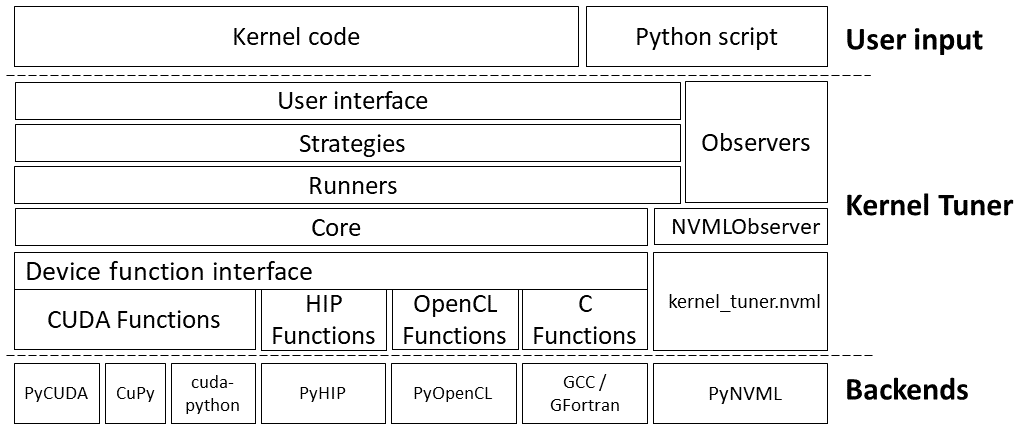 Kernel code
Python script
User input
User interface
Strategies
Runners
Observers
Kernel Tuner
Core
NVMLObserver
Device function interface
CUDA Functions
HIP
Functions
OpenCL
Functions
C
Functions
kernel_tuner.nvml
PyCUDA
CuPy
cuda-
python
PyHIP
PyOpenCL
GCC /
GFortran
PyNVML
Backends